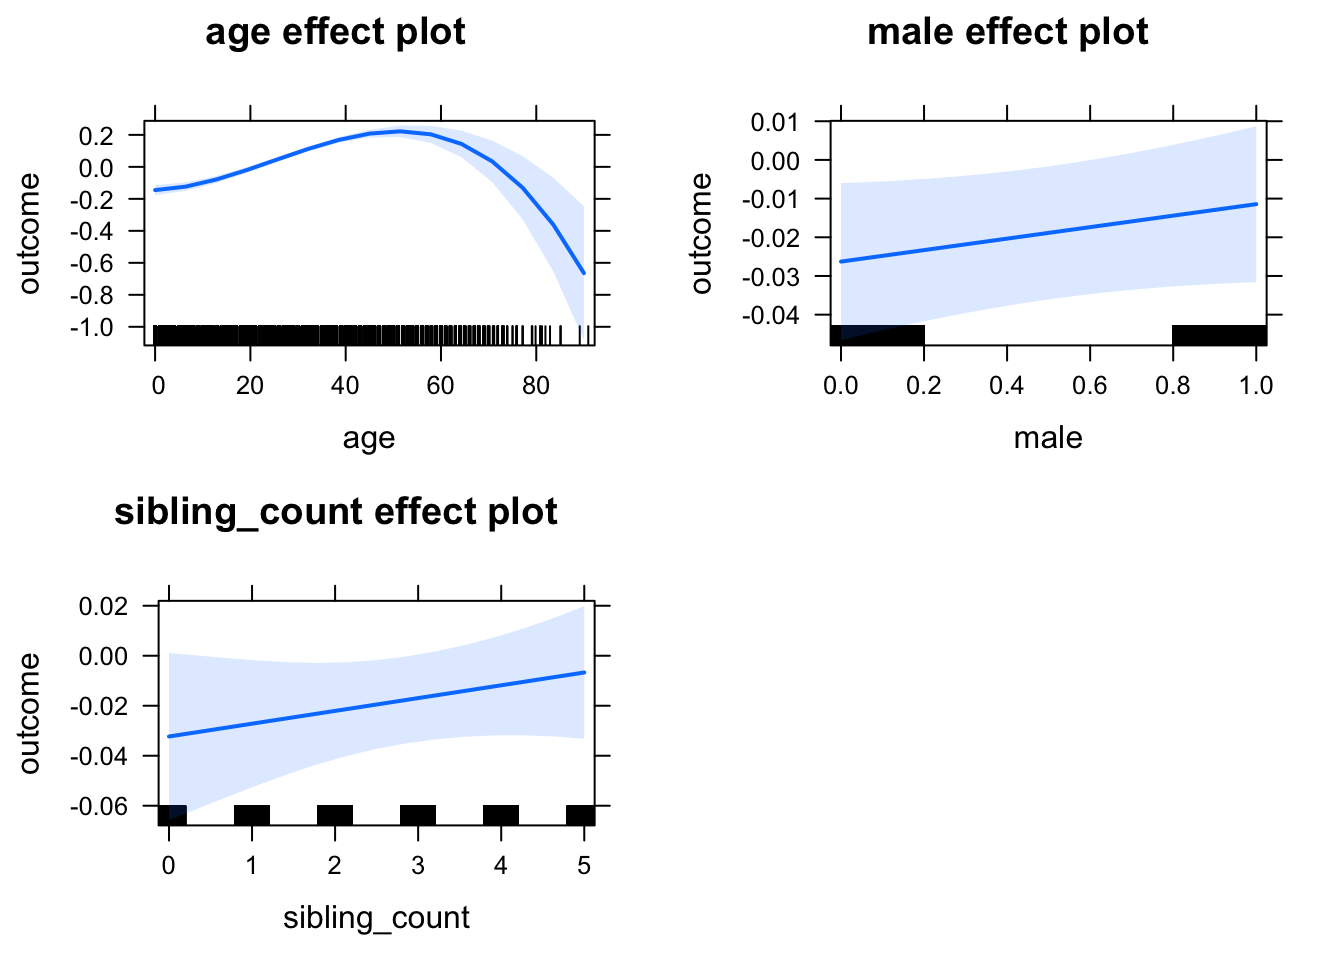 age effect plot
outcome
0.2
0.0
-0.2
-0.4
-0.6
-0.8
-1.0
0 20 40 60 80
age
male effect plot
outcome
0.01
0.00
-0.01
-0.02
-0.03
-0.04
0.0 0.2 0.4 0.6 0.8 1.0
male
sibling_count effect plot
outcome
0.02
0.00
-0.02
-0.04
-0.06
0 1 2 3 4 5
sibling_count